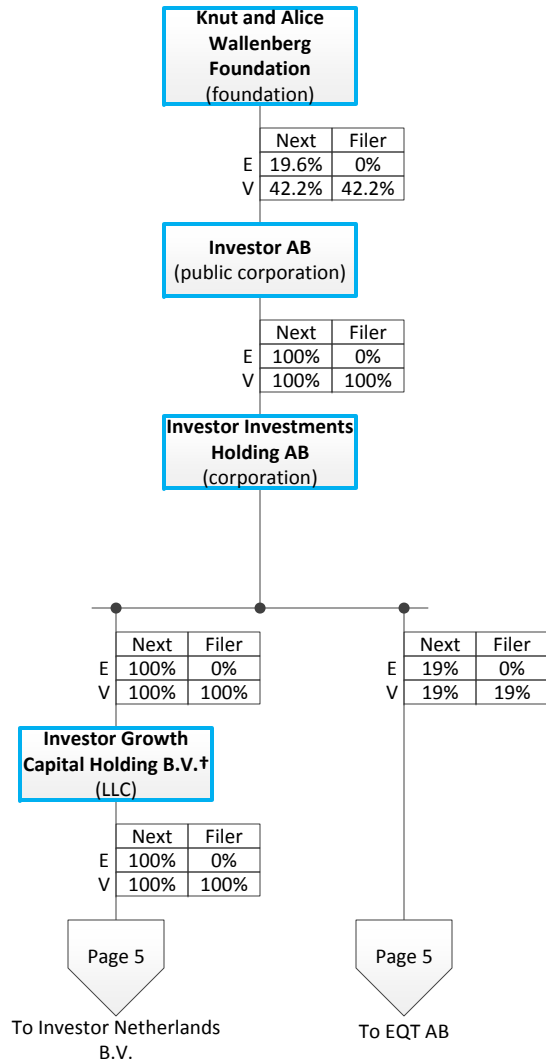 Knut and Alice
Wallenberg
Foundation
(foundation)
Next Filer
E 19.6% 0%
V 42.2% 42.2%
Investor AB
(public corporation)
Next Filer
E 100% 0%
V 100% 100%
Investor Investments
Holding AB
(corporation)
Next Filer
E 100% 0%
V 100% 100%
Next Filer
E 19% 0%
V 19% 19%
Investor Growth
Capital Holding B.V.†
(LLC)
Next Filer
E 100% 0%
V 100% 100%
Page 5
To Investor Netherlands
B.V.
Page 5
To EQT AB